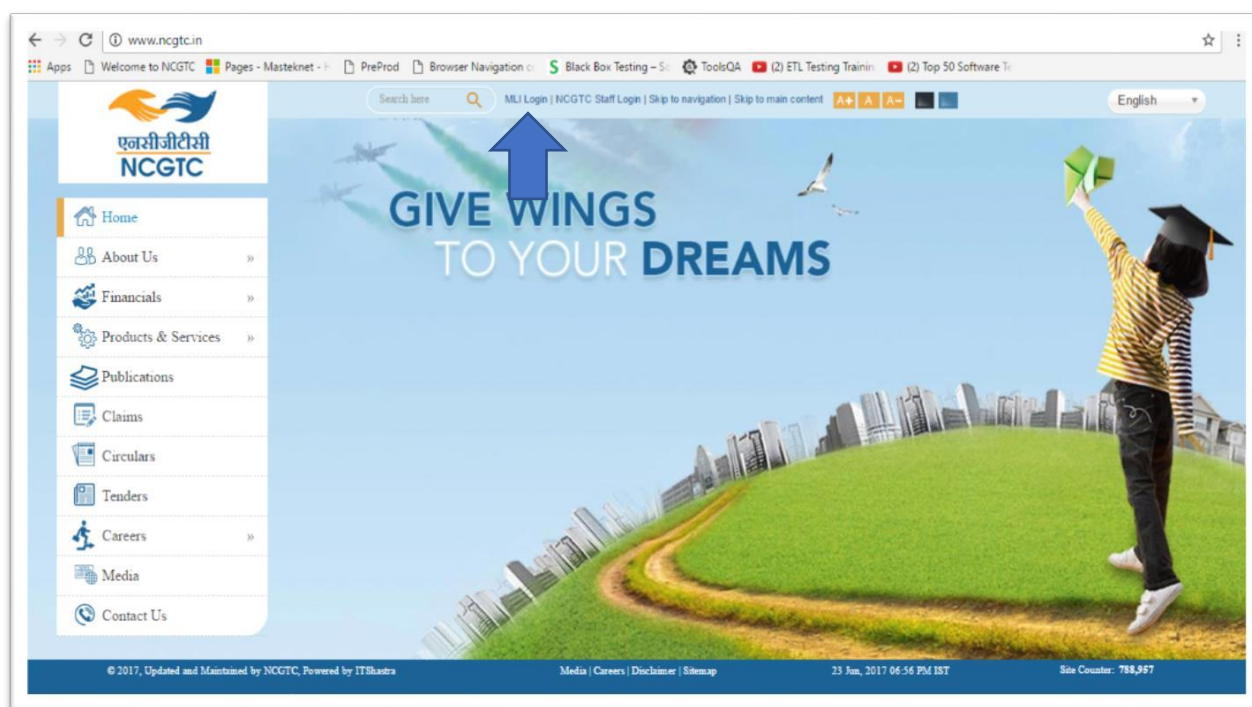 www.ncgtc.in
Apps Welcome to NCGTC Pages - Masteknet - PreProd Browser Navigation Black Box Testing – ToolsQA (2) ETL Testing (2) Top 50 Software
Search here MLI Login | NCGTC Staff Login | Skip to navigation | Skip to main content A+ A A- English
एनसीजीटीसी
NCGTC
GIVE WINGS
TO YOUR DREAMS
Home
About Us »
Financials »
Products & Services »
Publications
Claims
Circulars
Tenders
Careers »
Media
Contact Us
© 2017, Updated and Maintained by NCGTC, Powered by ITShastra Media | Careers | Disclaimer | Sitemap 23 Jun, 2017 06:56 PM IST Site Counter: 788,957